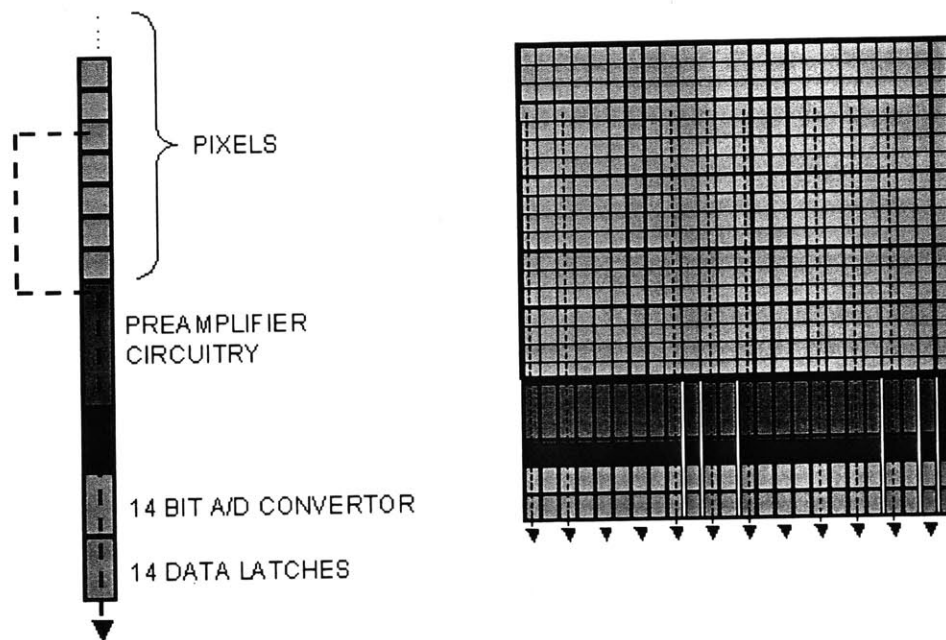 PIXELS
PREAMPLIFIER
CIRCUITRY
14 BIT A/D CONVERTOR
14 DATA LATCHES